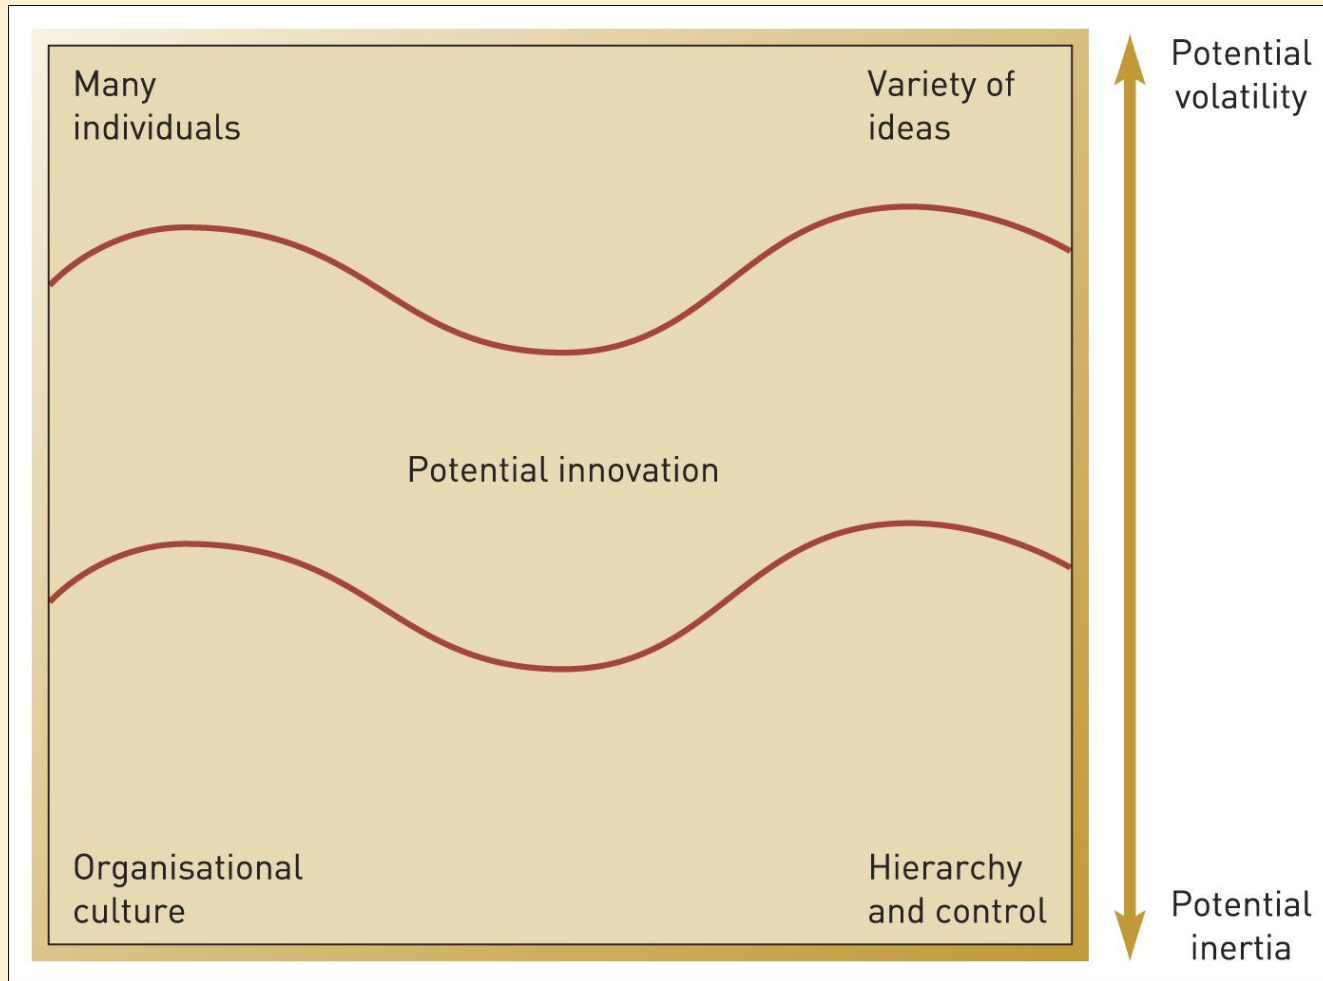 Many
individuals
Variety of
ideas
Potential
volatility
Potential innovation
Organisational
culture
Hierarchy
and control
Potential
inertia